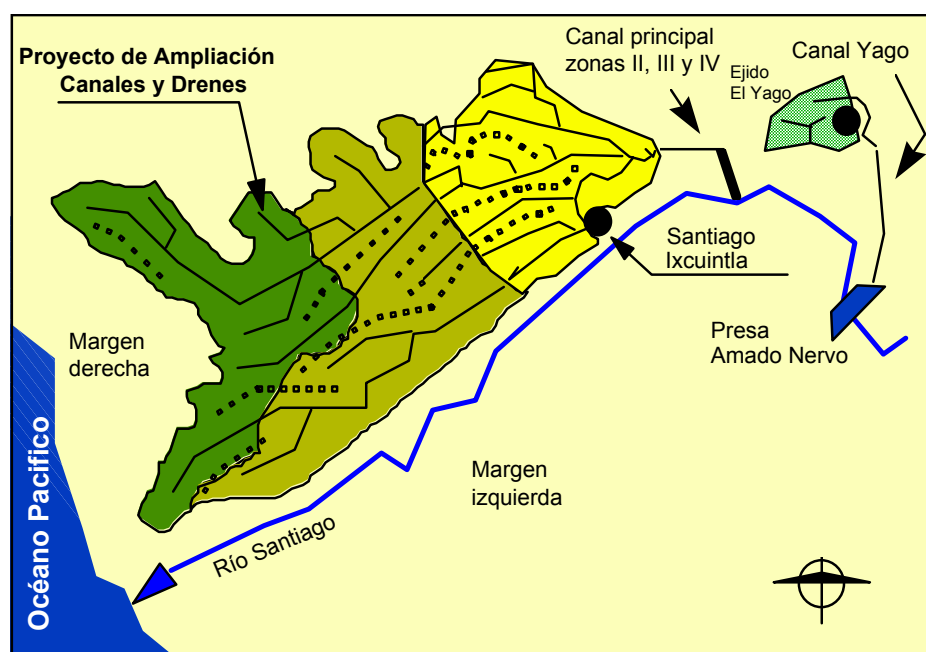 Proyecto de Ampliación
Canales y Drenes
Canal principal
zonas II, III y IV
Canal Yago
Ejido
El Yago
Santiago
Ixcuintla
Presa
Amado Nervo
Margen
derecha
Margen
izquierda
Río Santiago
Océano Pacifico